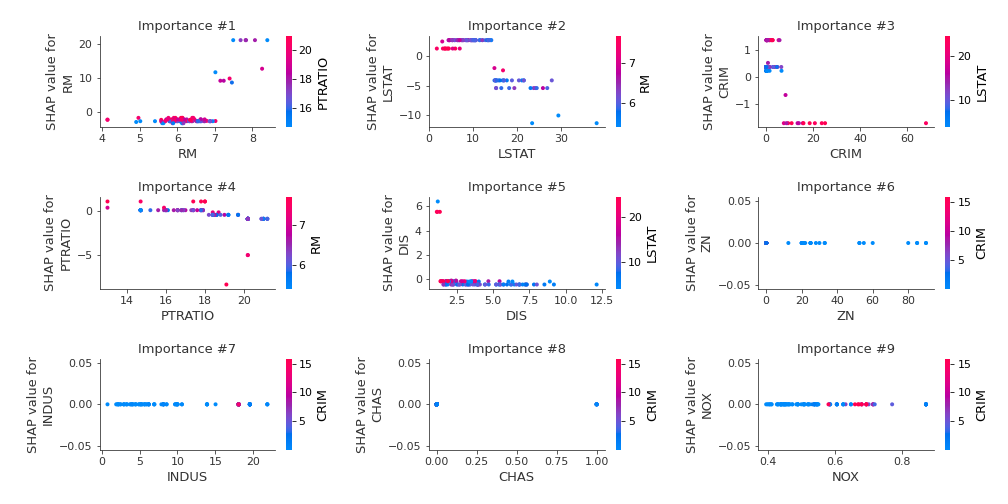 Importance #1
SHAP value for
RM
20
10
0
4
5
6
7
8
RM
20
18
16
PTRATIO
Importance #2
SHAP value for
LSTAT
0
−5
−10
0
10
20
30
LSTAT
7
6
RM
Importance #3
SHAP value for
CRIM
1
0
−1
0
20
40
60
CRIM
20
10
LSTAT
Importance #4
SHAP value for
PTRATIO
0
−5
14
16
18
20
PTRATIO
7
6
RM
Importance #5
SHAP value for
DIS
6
4
2
0
2.5
5.0
7.5
10.0
12.5
DIS
20
10
LSTAT
Importance #6
SHAP value for
ZN
0.05
0.00
−0.05
0
20
40
60
80
ZN
15
10
5
CRIM
Importance #7
SHAP value for
INDUS
0.05
0.00
−0.05
0
5
10
15
20
INDUS
15
10
5
CRIM
Importance #8
SHAP value for
CHAS
0.05
0.00
−0.05
0.00
0.25
0.50
0.75
1.00
CHAS
15
10
5
CRIM
Importance #9
SHAP value for
NOX
0.05
0.00
−0.05
0.4
0.6
0.8
NOX
15
10
5
CRIM